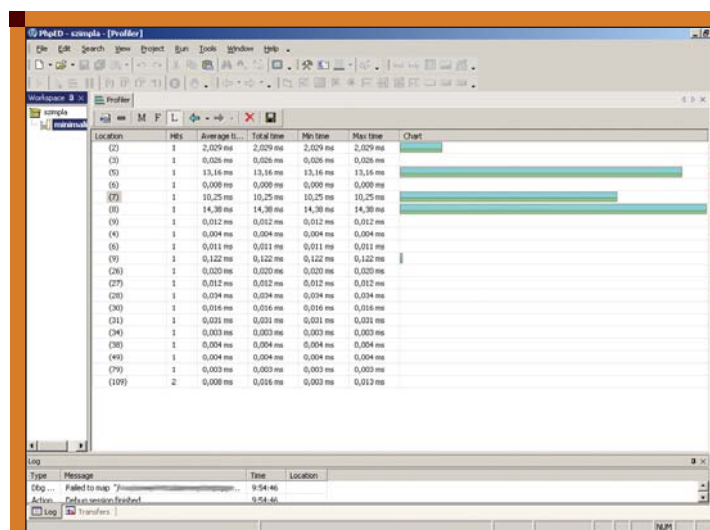 PhpED - szimpla - [Profiler]
File Edit Search View Project Run Tools Window Help
Workspace
Profiler
szimpla
minimal
M F L
Location Hits Average ti... Total time Min time Max time Chart
(2) 1 2,029 ms 2,029 ms 2,029 ms 2,029 ms
(3) 1 0,026 ms 0,026 ms 0,026 ms 0,026 ms
(5) 1 13,16 ms 13,16 ms 13,16 ms 13,16 ms
(6) 1 0,008 ms 0,008 ms 0,008 ms 0,008 ms
(7) 1 10,25 ms 10,25 ms 10,25 ms 10,25 ms
(8) 1 14,38 ms 14,38 ms 14,38 ms 14,38 ms
(9) 1 0,012 ms 0,012 ms 0,012 ms 0,012 ms
(4) 1 0,004 ms 0,004 ms 0,004 ms 0,004 ms
(6) 1 0,011 ms 0,011 ms 0,011 ms 0,011 ms
(9) 1 0,122 ms 0,122 ms 0,122 ms 0,122 ms
(26) 1 0,020 ms 0,020 ms 0,020 ms 0,020 ms
(27) 1 0,012 ms 0,012 ms 0,012 ms 0,012 ms
(28) 1 0,034 ms 0,034 ms 0,034 ms 0,034 ms
(30) 1 0,016 ms 0,016 ms 0,016 ms 0,016 ms
(31) 1 0,031 ms 0,031 ms 0,031 ms 0,031 ms
(34) 1 0,003 ms 0,003 ms 0,003 ms 0,003 ms
(38) 1 0,004 ms 0,004 ms 0,004 ms 0,004 ms
(49) 1 0,004 ms 0,004 ms 0,004 ms 0,004 ms
(79) 1 0,003 ms 0,003 ms 0,003 ms 0,003 ms
(109) 2 0,008 ms 0,016 ms 0,003 ms 0,013 ms
Log
Type Message Time Location
Dbg ... Failed to map "/ ... 9:54:46
Action Debug session finished 9:54:46
Log Transfers
NUM